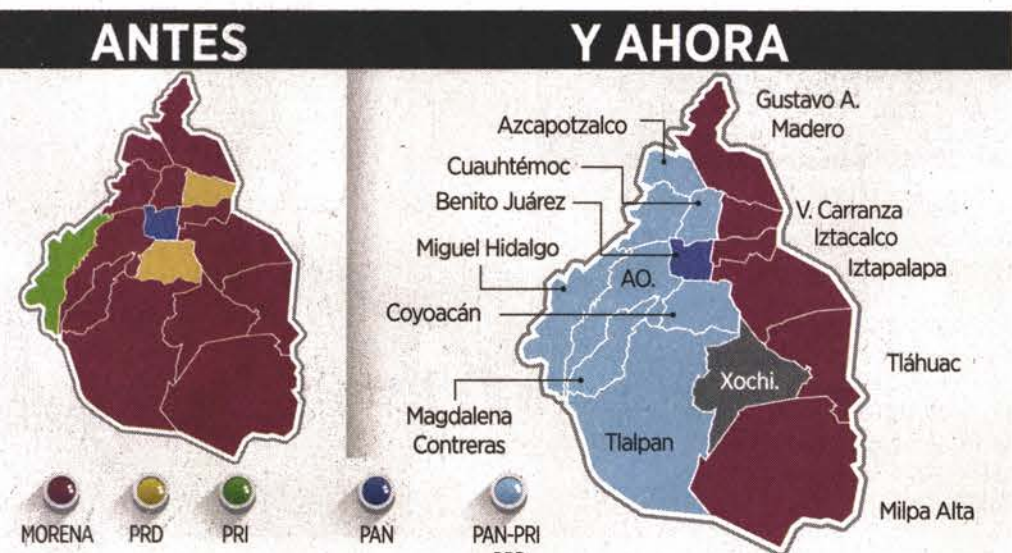 ANTES
Y AHORA
Gustavo A.
Madero
Azcapotzalco
Cuauhtémoc
Benito Juárez
V. Carranza
Iztacalco
Miguel Hidalgo
Iztapalapa
AO.
Coyoacán
Tláhuac
Xochi.
Magdalena
Contreras
Tlalpan
Milpa Alta
MORENA
PRD
PRI
PAN
PAN-PRI